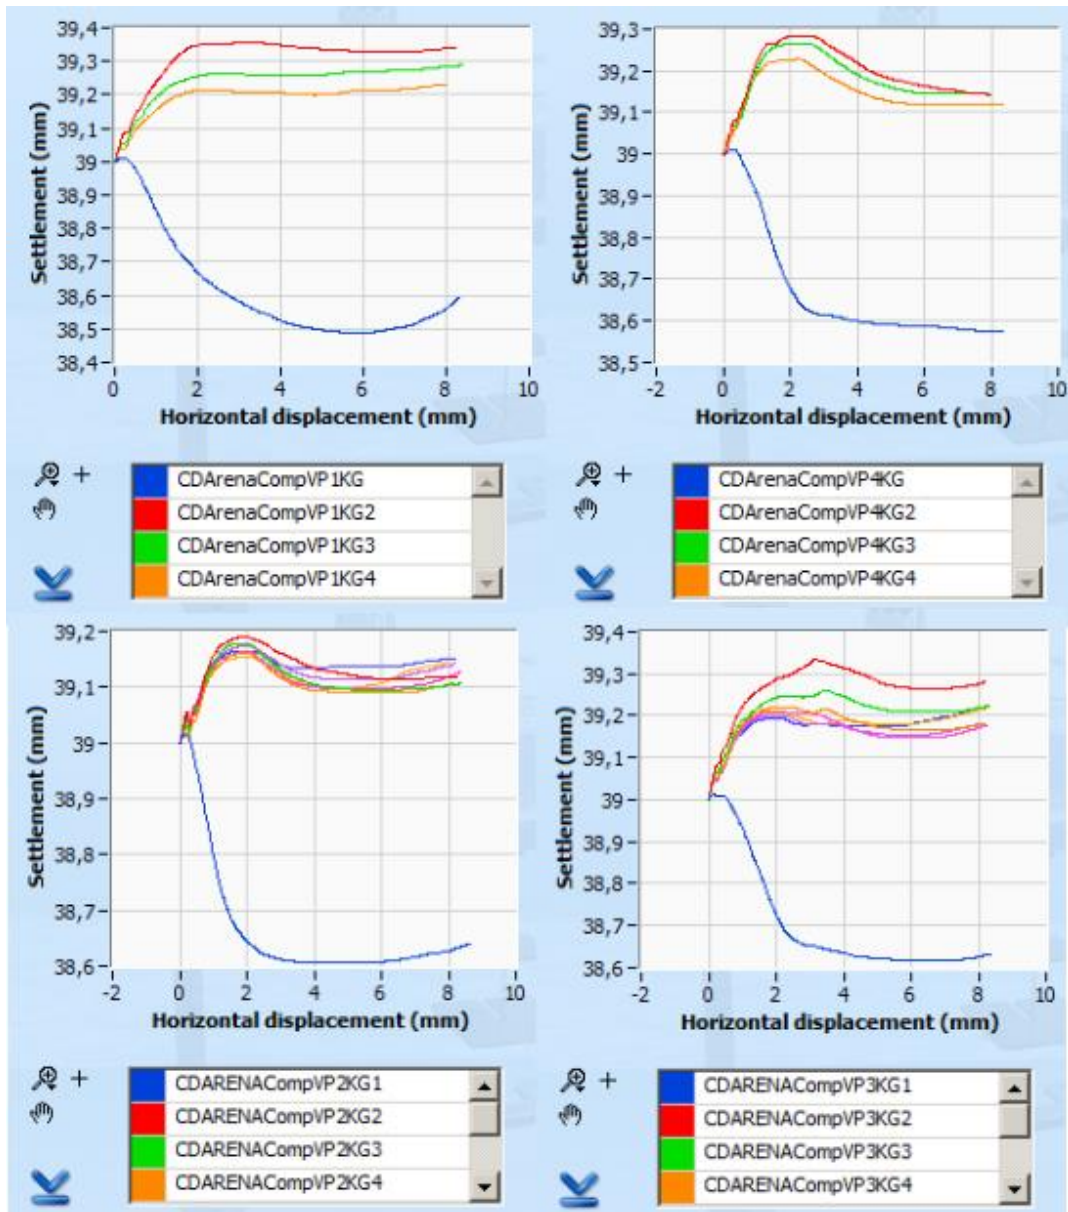 39,4
39,3
39,2
39,1
39
38,9
38,8
38,7
38,6
38,5
38,4
Settlement (mm)
0 2 4 6 8 10
Horizontal displacement (mm)
39,3
39,2
39,1
39
38,9
38,8
38,7
38,6
38,5
Settlement (mm)
-2 0 2 4 6 8 10
Horizontal displacement (mm)
CDArenaCompVP1KG
CDArenaCompVP1KG2
CDArenaCompVP1KG3
CDArenaCompVP1KG4
CDArenaCompVP4KG
CDArenaCompVP4KG2
CDArenaCompVP4KG3
CDArenaCompVP4KG4
39,2
39,1
39
38,9
38,8
38,7
38,6
Settlement (mm)
-2 0 2 4 6 8 10
Horizontal displacement (mm)
39,4
39,3
39,2
39,1
39
38,9
38,8
38,7
38,6
Settlement (mm)
-2 0 2 4 6 8 10
Horizontal displacement (mm)
CDARENACompVP2KG1
CDARENACompVP2KG2
CDARENACompVP2KG3
CDARENACompVP2KG4
CDARENACompVP3KG1
CDARENACompVP3KG2
CDARENACompVP3KG3
CDARENACompVP3KG4